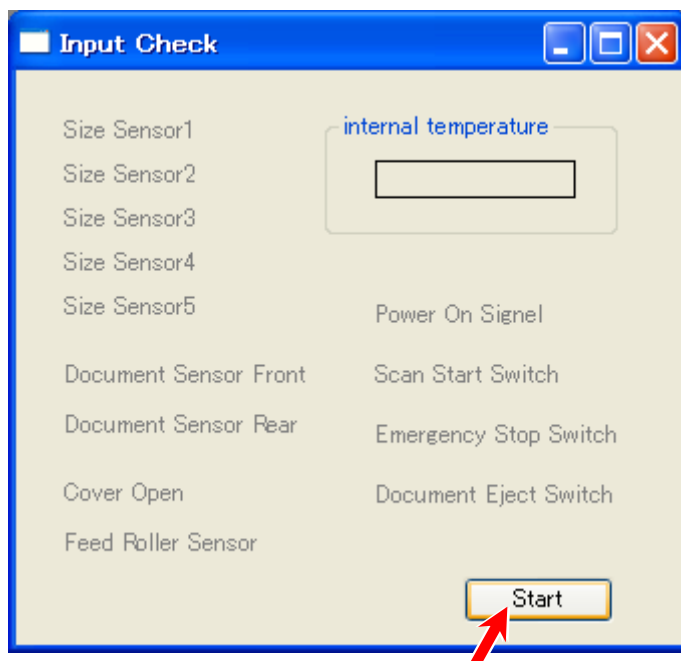 Input Check
Size Sensor1
Size Sensor2
Size Sensor3
Size Sensor4
Size Sensor5
Document Sensor Front
Document Sensor Rear
Cover Open
Feed Roller Sensor
internal temperature
Power On Signel
Scan Start Switch
Emergency Stop Switch
Document Eject Switch
Start